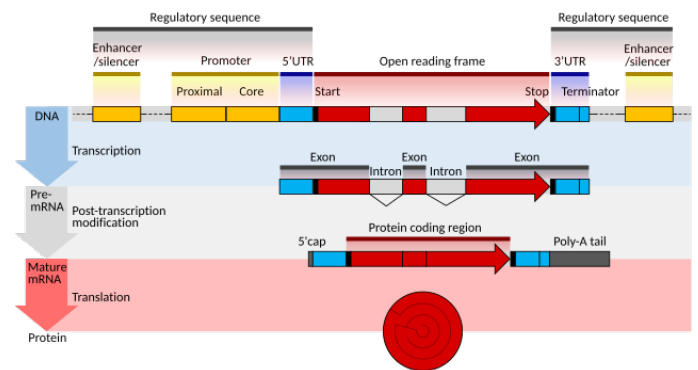 Regulatory sequence
Regulatory sequence
Enhancer
/silencer
Promoter
5'UTR
Open reading frame
3'UTR
Enhancer
/silencer
Proximal
Core
Start
Stop
Terminator
DNA
Transcription
Exon
Exon
Exon
Intron
Intron
Pre-
mRNA
Post-transcription
modification
5'cap
Protein coding region
Poly-A tail
Mature
mRNA
Translation
Protein